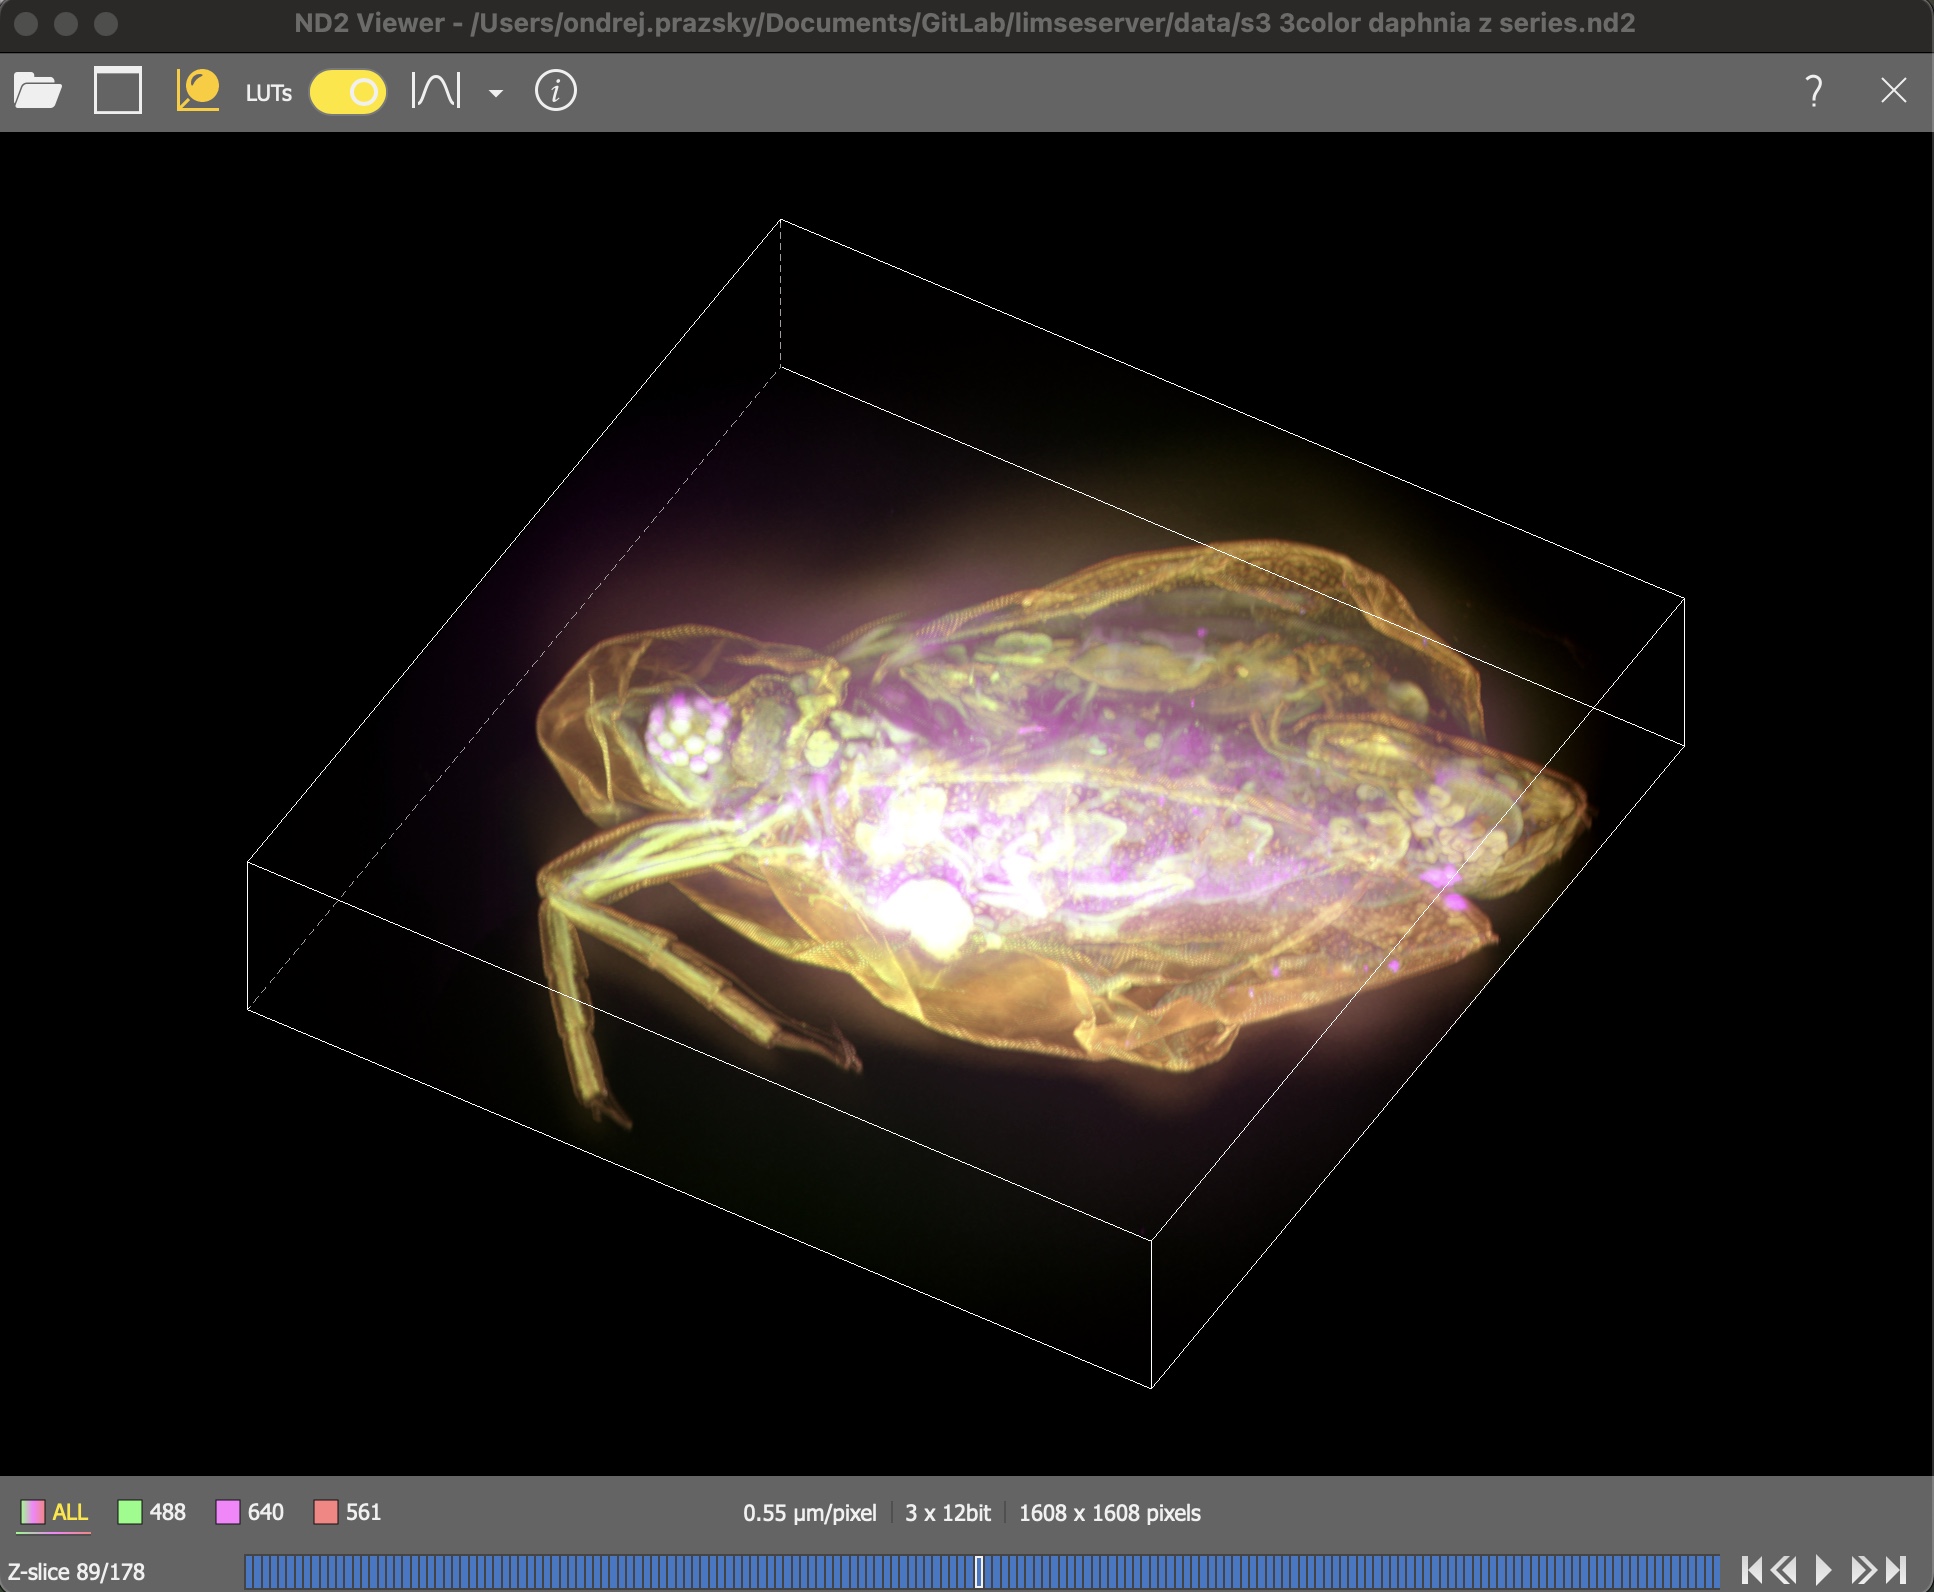 ND2 Viewer - /Users/ondrej.prazsky/Documents/GitLab/limseserver/data/s3 3color daphnia z series.nd2
LUTs
i
?
ALL 488 640 561 0.55 µm/pixel 3 x 12bit 1608 x 1608 pixels
Z-slice 89/178